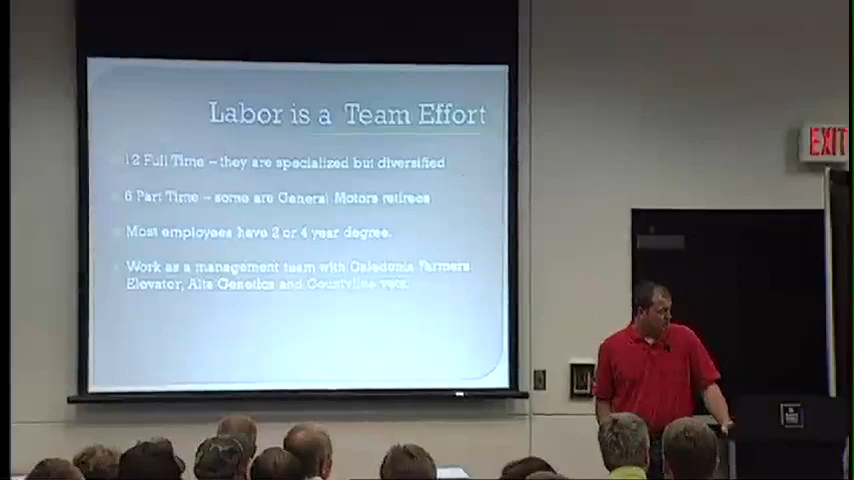 Labor is a Team Effort
12 Full Time – they are specialized but diversified
6 Part Time – some are General Motors retirees
Most employees have 2 or 4 year degree.
Work as a management team with Caledonia Farmers
Elevator, Alta Genetics and Countyline vets.
EXIT